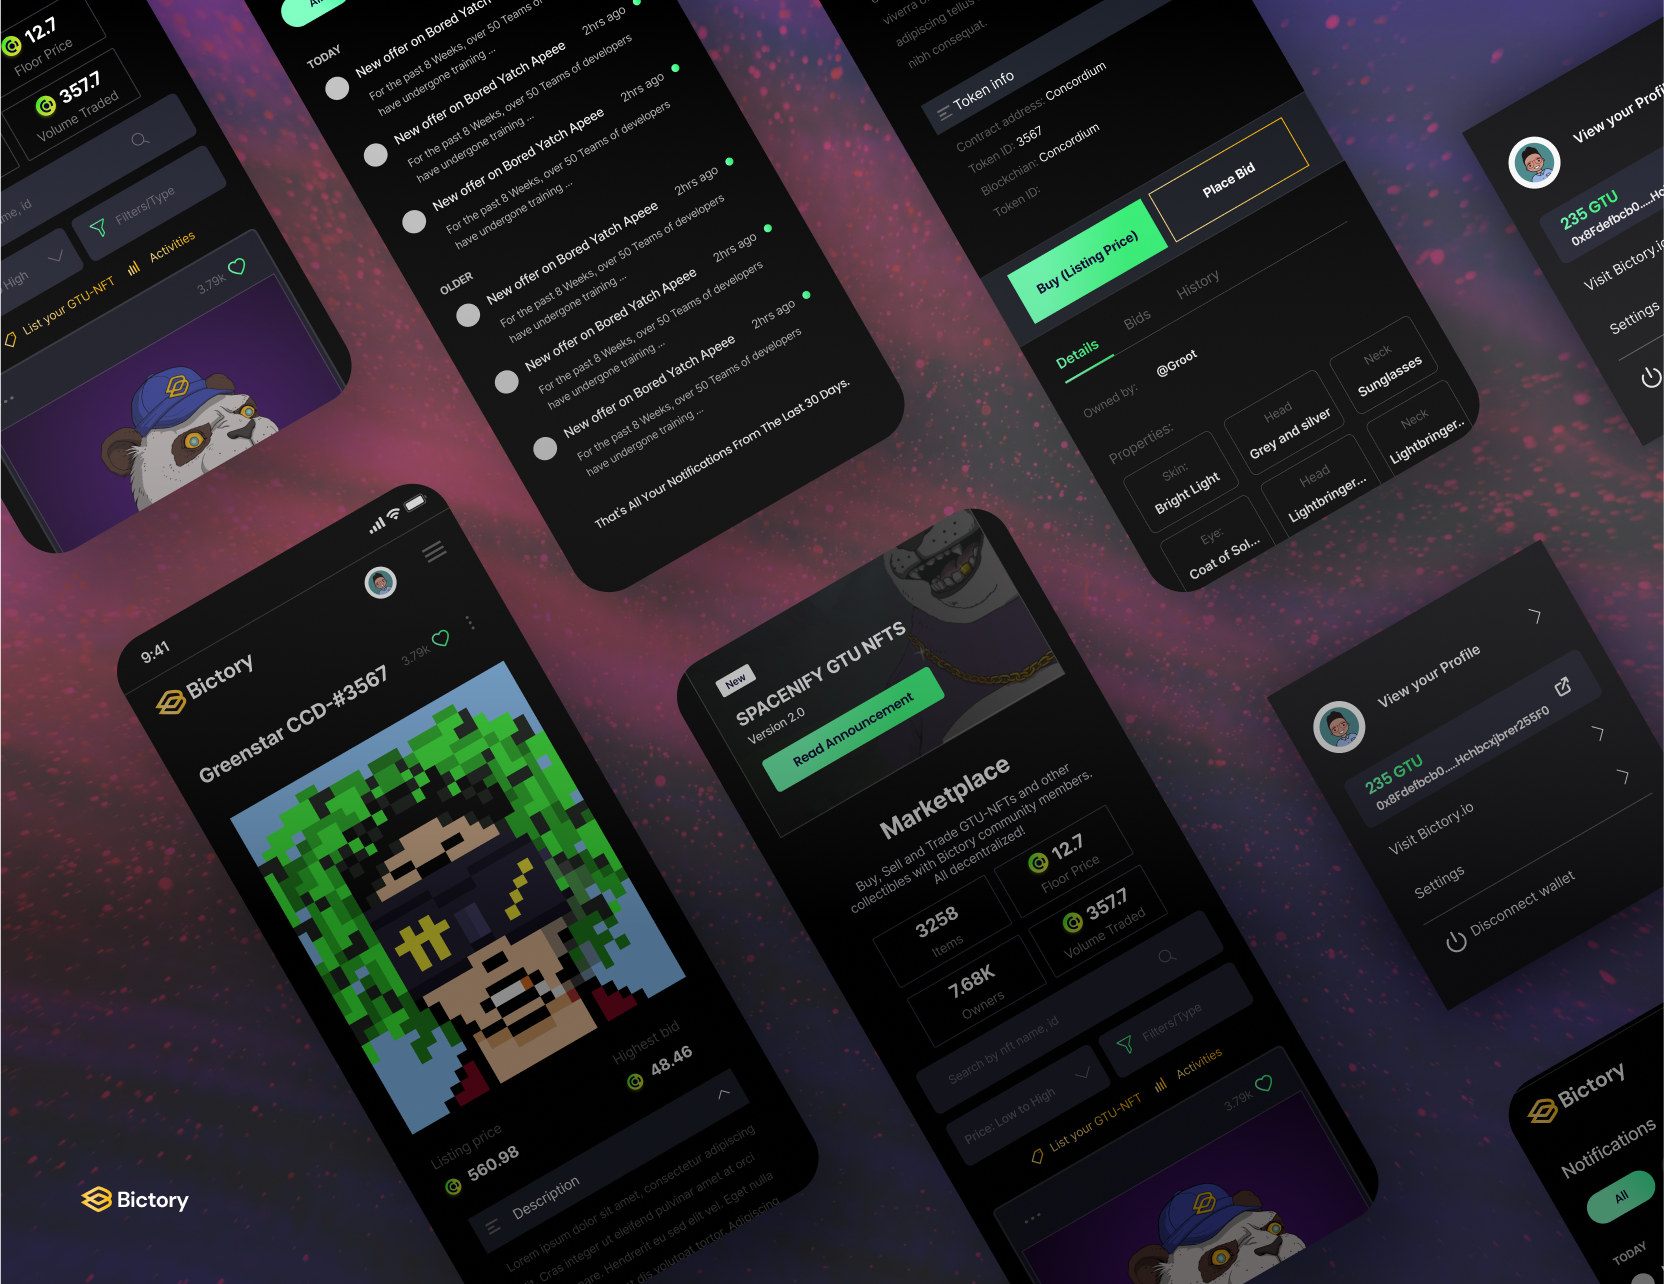 12.7
Floor Price
357.7
Volume Traded
me, id
High
Filters/Type
List your GTU-NFT
Activities
3.79k
All
TODAY
New offer on Bored Yatch
For the past 8 Weeks, over 50 Teams of
have undergone training ...
2hrs ago
New offer on Bored Yatch Apeee
For the past 8 Weeks, over 50 Teams of developers
have undergone training ...
2hrs ago
New offer on Bored Yatch Apeee
For the past 8 Weeks, over 50 Teams of developers
have undergone training ...
OLDER
2hrs ago
New offer on Bored Yatch Apeee
For the past 8 Weeks, over 50 Teams of developers
have undergone training ...
2hrs ago
New offer on Bored Yatch Apeee
For the past 8 Weeks, over 50 Teams of developers
have undergone training ...
2hrs ago
New offer on Bored Yatch Apeee
For the past 8 Weeks, over 50 Teams of developers
have undergone training ...
That's All Your Notifications From The Last 30 Days.
viverra
adipiscing tellus
nibh consequat.
Token info
Contract address: Concordium
Token ID: 3567
Blockchian: Concordium
Token ID:
Buy (Listing Price)
Place Bid
Details
Bids
History
Owned by:
@Groot
Properties:
Skin:
Bright Light
Head
Grey and silver
Neck
Sunglasses
Eye:
Coat of Sol...
Head
Lightbringer...
Neck
Lightbringer..
View your Profi
235 GTU
0x8Fdefbcb0.....Hc
Visit Bictory.io
Settings
9:41
Bictory
Greenstar CCD-#3567
3.79k
Listing price
560.98
Highest bid
48.46
Description
Lorem ipsum dolor sit amet, consectetur adipiscing
Cras integer ut eleifend pulvinar amet at orci
Hendrerit eu sed elit vel. Eget nulla
dis volutpat tortor. Adipiscing
New
SPACENIFY GTU NFTS
Version 2.0
Read Announcement
Marketplace
Buy, Sell and Trade GTU-NFTs and other
collectibles with Bictory community members.
All decentralized!
3258
Items
12.7
Floor Price
7.68K
Owners
357.7
Volume Traded
Search by nft name, id
Price: Low to High
Filters/Type
List your GTU-NFT
Activities
3.79k
View your Profile
235 GTU
0x8Fdefbcb0.....Hchbcxjbrer255F0
Visit Bictory.io
Settings
Disconnect wallet
Bictory
Notifications
All
TODAY
Bictory